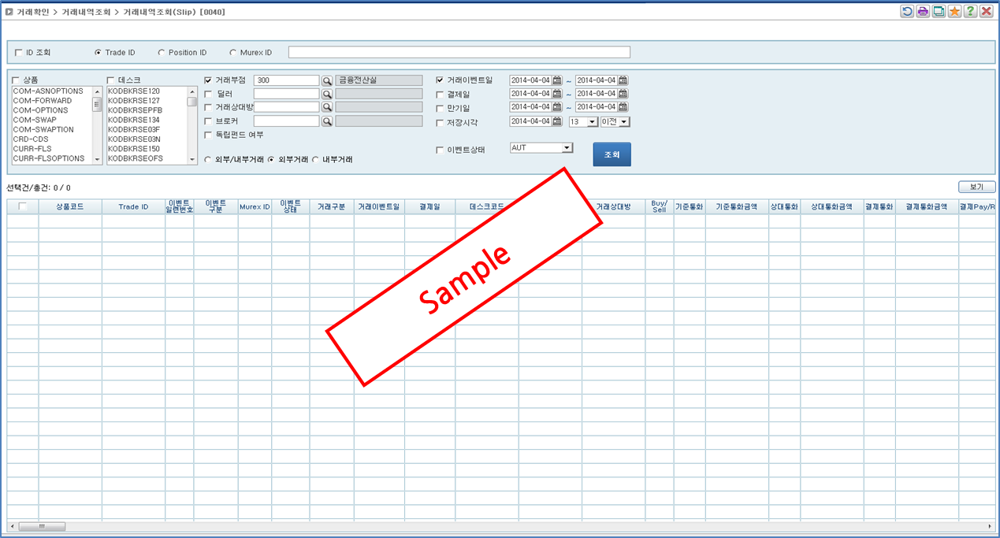 거래확인 > 거래내역조회 > 거래내역조회(Slip) [0040]
ID 조회 Trade ID Position ID Murex ID
상품 데스크
COM-ASNOPTIONS
COM-FORWARD
COM-OPTIONS
COM-SWAP
COM-SWAPTION
CRD-CDS
CURR-FLS
CURR-FLSOPTIONS
KODBKRSE120
KODBKRSE127
KODBKRSEPFB
KODBKRSE134
KODBKRSE03F
KODBKRSE03N
KODBKRSE150
KODBKRSEOFS
거래부점 300 금융전산실
딜러
거래상대방
브로커
독립펀드 여부
외부/내부거래 외부거래 내부거래
거래이벤트일 2014-04-04 ~ 2014-04-04
결제일 2014-04-04 ~ 2014-04-04
만기일 2014-04-04 ~ 2014-04-04
저장시각 2014-04-04 13 이전
이벤트상태 AUT
조회
선택건/총건: 0 / 0
보기
상품코드 Trade ID 이벤트 일련번호 이벤트 구분 Murex ID 이벤트 상태 거래구분 거래이벤트일 결제일 데스크코드 거래상대방 Buy/ Sell 기준통화 기준통화금액 상대통화 상대통화금액 결제통화 결제통화금액 결제Pay/R
Sample